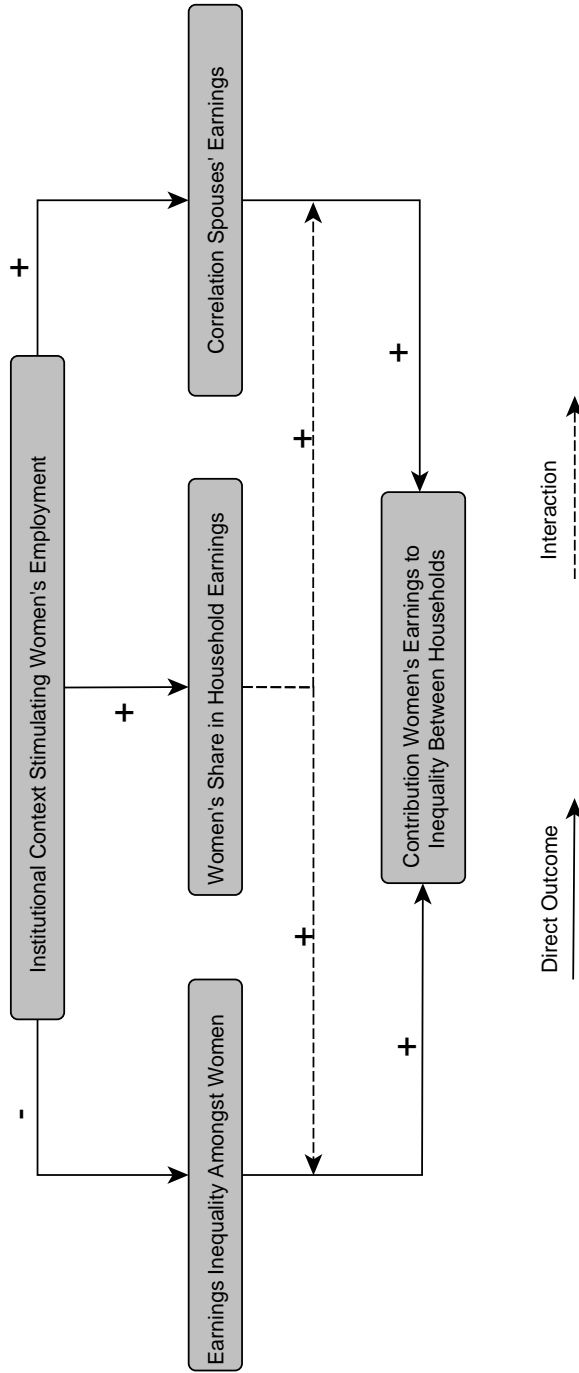 Institutional Context Stimulating Women's Employment
-
+
+
Earnings Inequality Amongst Women
Women's Share in Household Earnings
Correlation Spouses' Earnings
+
+
+
+
Contribution Women's Earnings to
Inequality Between Households
Direct Outcome
Interaction